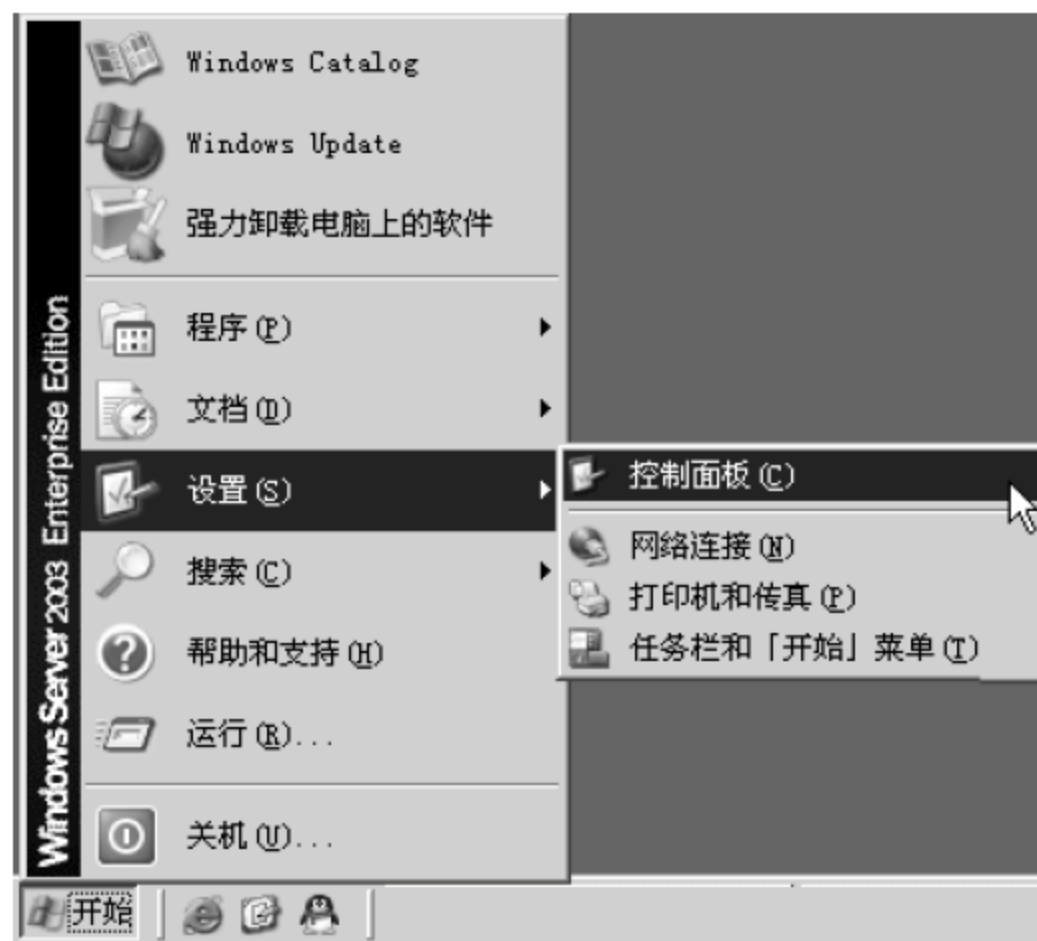 Windows Catalog
Windows Update
强力卸载电脑上的软件
程序(P)
文档(D)
设置(S)
搜索(C)
帮助和支持(H)
运行(R)...
关机(U)...
控制面板(C)
网络连接(N)
打印机和传真(P)
任务栏和「开始」菜单(T)
Windows Server 2003 Enterprise Edition
开始